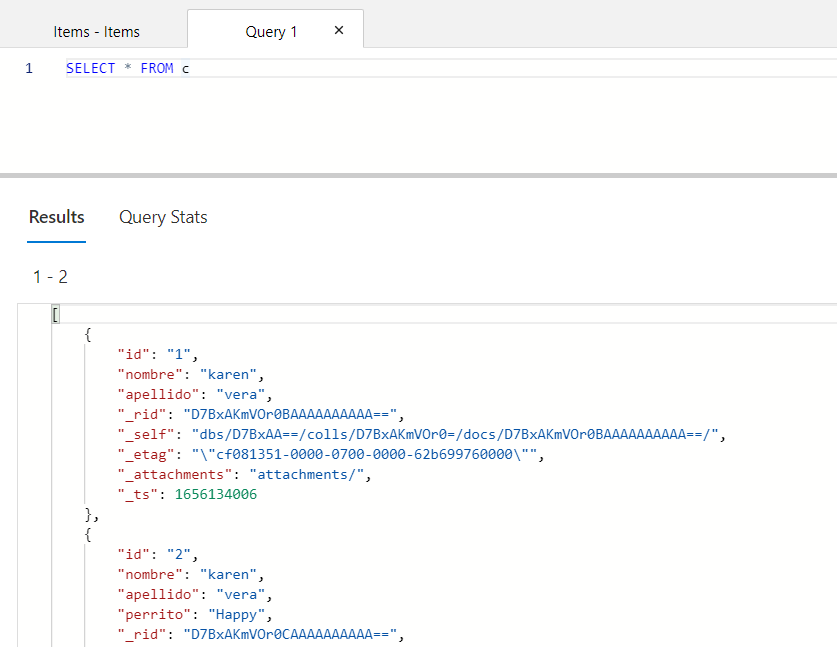 Items - Items
Query 1 ✕
1 SELECT * FROM c
Results Query Stats
1 - 2
[
{
"id": "1",
"nombre": "karen",
"apellido": "vera",
"_rid": "D7BxAKmVOr0BAAAAAAAAAA==",
"_self": "dbs/D7BxAA==/colls/D7BxAKmVOr0=/docs/D7BxAKmVOr0BAAAAAAAAAA==/",
"_etag": "\"cf081351-0000-0700-0000-62b699760000\"",
"_attachments": "attachments/",
"_ts": 1656134006
},
{
"id": "2",
"nombre": "karen",
"apellido": "vera",
"perrito": "Happy",
"_rid": "D7BxAKmVOr0CAAAAAAAAAA==",